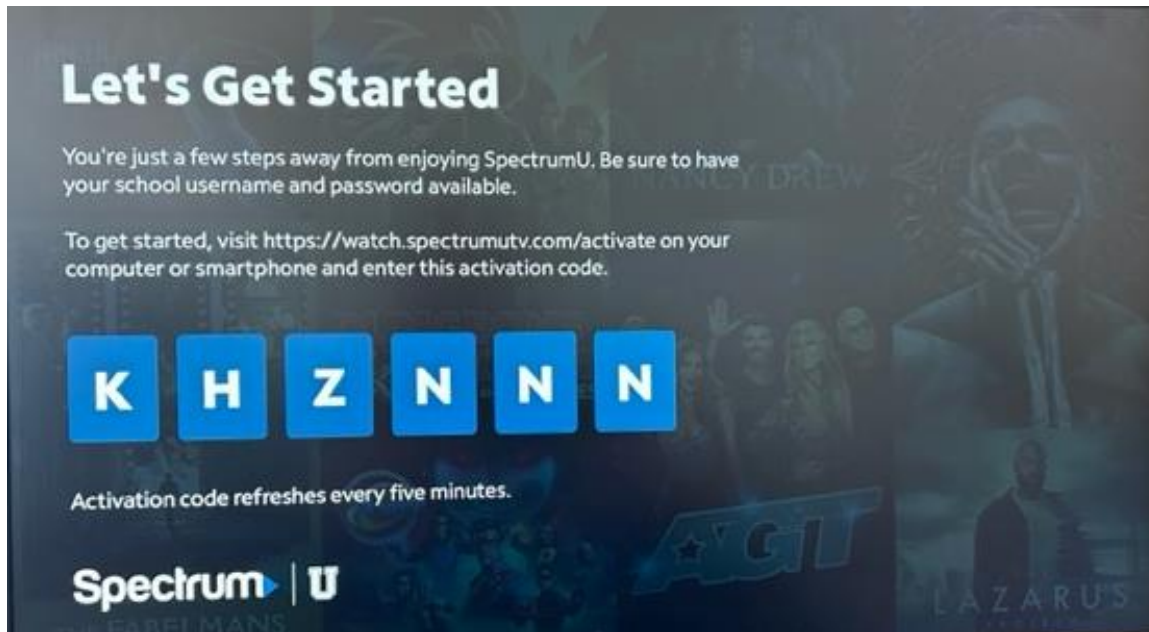 Let's Get Started
You're just a few steps away from enjoying SpectrumU. Be sure to have
your school username and password available.
NANCY DREW
To get started, visit https://watch.spectrumutv.com/activate on your
computer or smartphone and enter this activation code.
K H Z N N N
Activation code refreshes every five minutes.
AGT
Spectrum | U
LAZARUS
THE FABELMANS